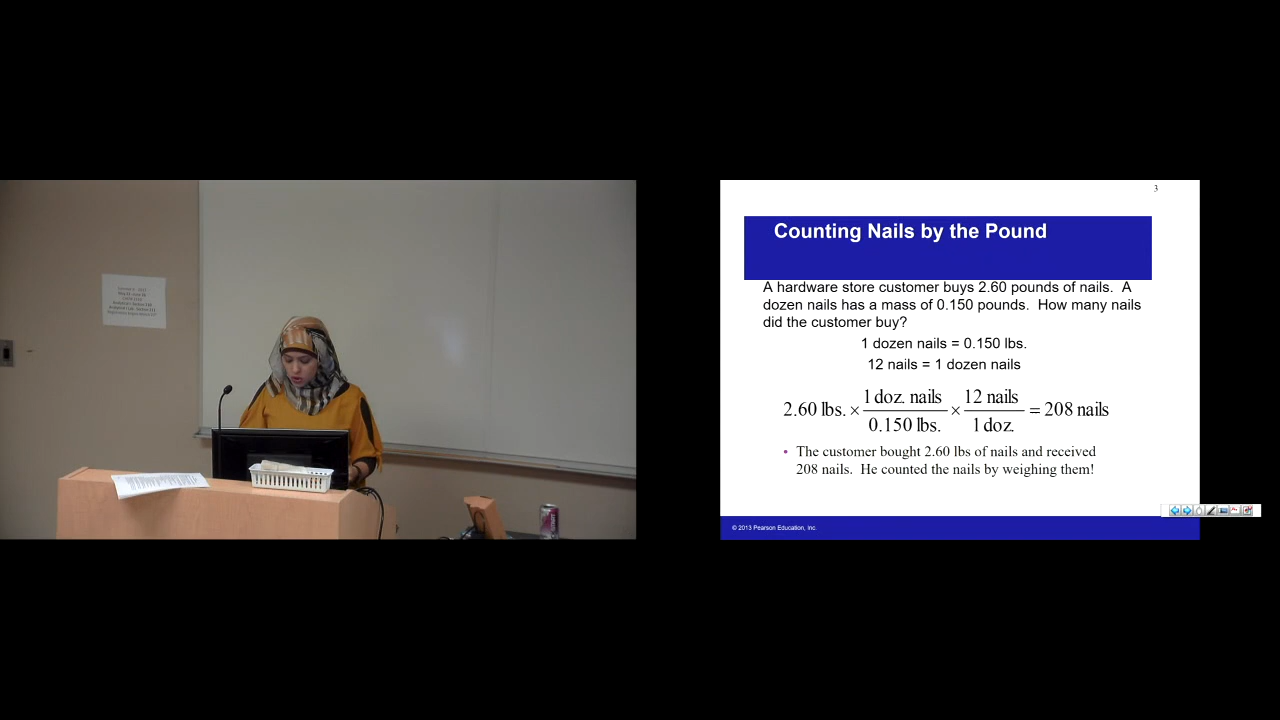 3
Counting Nails by the Pound
A hardware store customer buys 2.60 pounds of nails. A
dozen nails has a mass of 0.150 pounds. How many nails
did the customer buy?
1 dozen nails = 0.150 lbs.
12 nails = 1 dozen nails
2.60 lbs. × 1 doz. nails / 0.150 lbs. × 12 nails / 1 doz. = 208 nails
• The customer bought 2.60 lbs of nails and received
208 nails. He counted the nails by weighing them!
© 2013 Pearson Education, Inc.